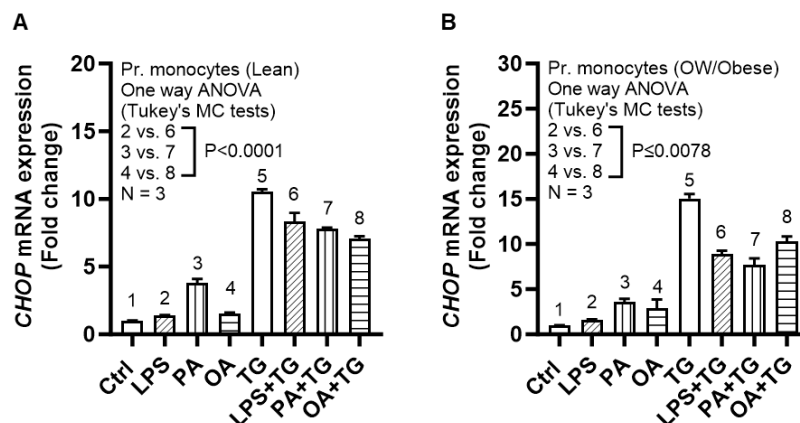 A
CHOP mRNA expression
(Fold change)
20
15
10
5
0
Pr. monocytes (Lean)
One way ANOVA
(Tukey's MC tests)
2 vs. 6
3 vs. 7
4 vs. 8
P<0.0001
N = 3
1
2
3
4
5
6
7
8
Ctrl
LPS
PA
OA
TG
LPS+TG
PA+TG
OA+TG
B
CHOP mRNA expression
(Fold change)
30
25
20
15
10
5
0
Pr. monocytes (OW/Obese)
One way ANOVA
(Tukey's MC tests)
2 vs. 6
3 vs. 7
4 vs. 8
P≤0.0078
N = 3
1
2
3
4
5
6
7
8
Ctrl
LPS
PA
OA
TG
LPS+TG
PA+TG
OA+TG